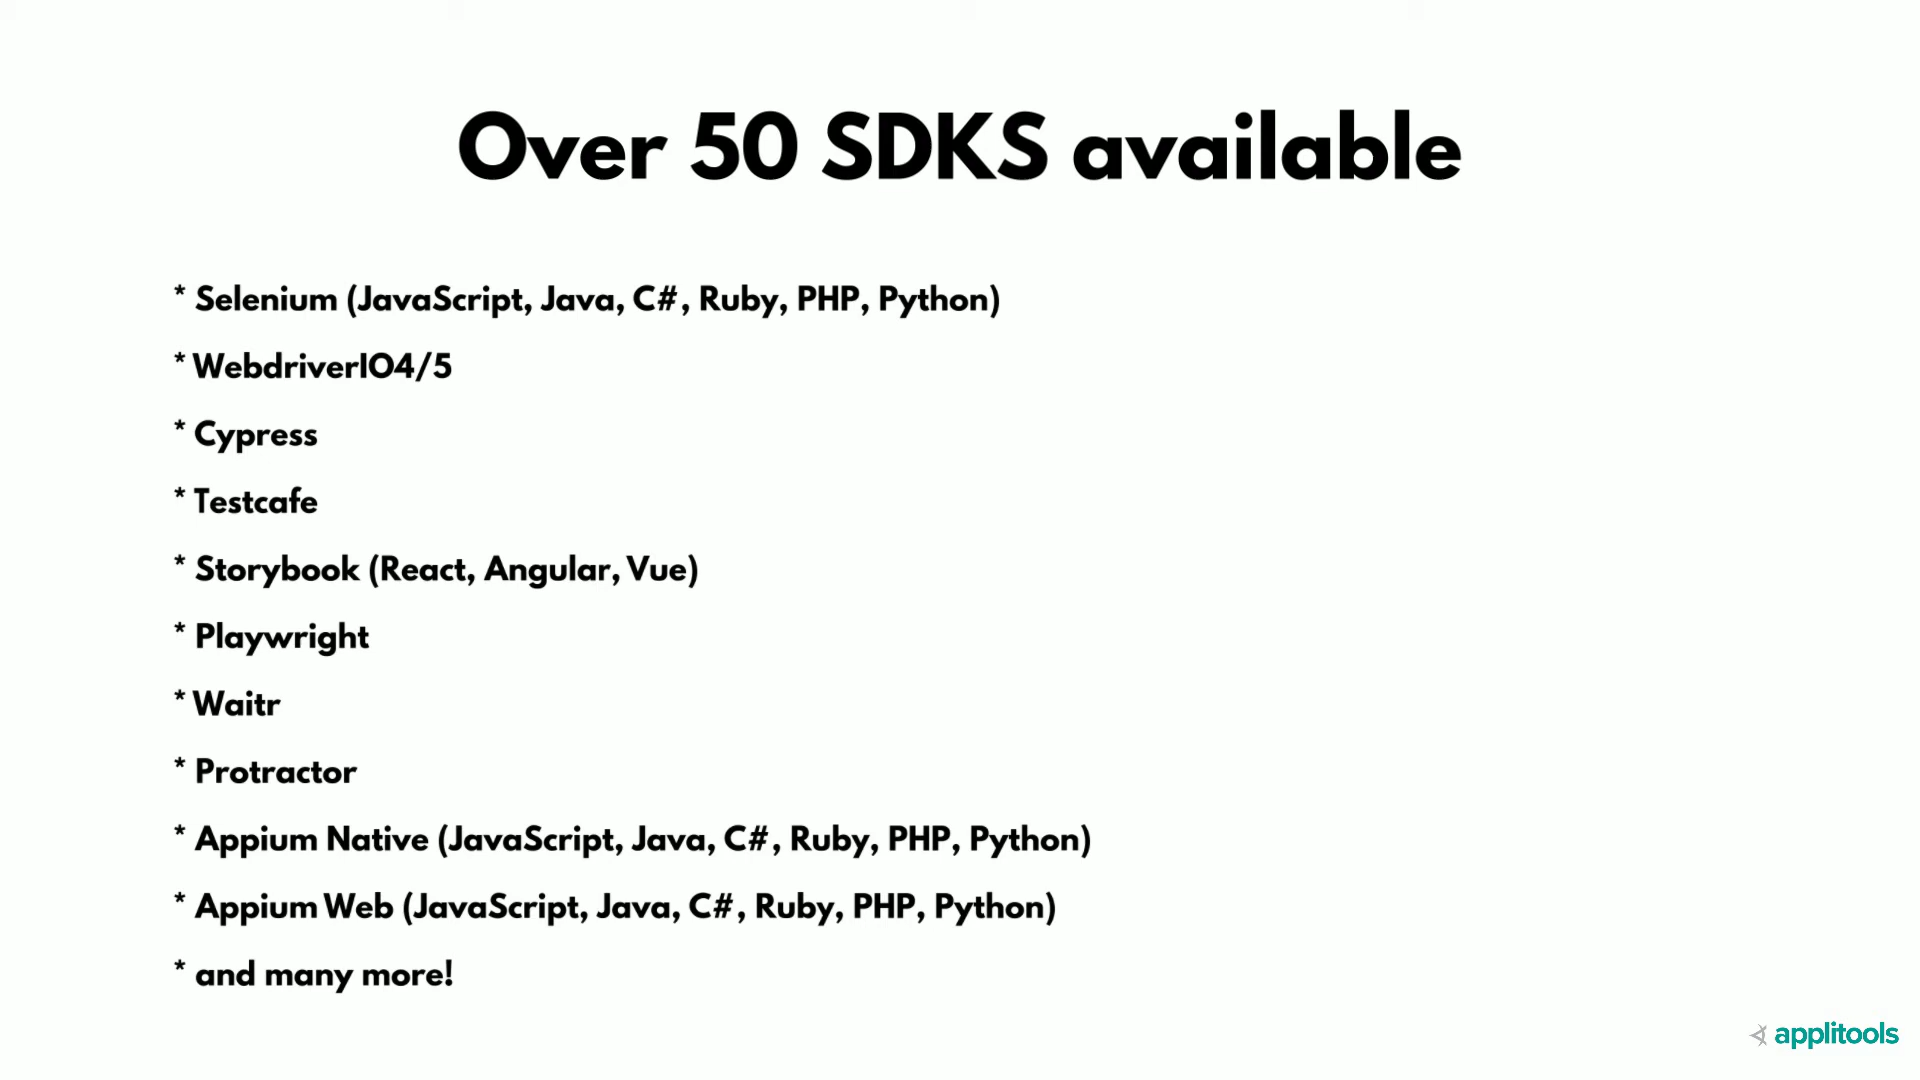 Over 50 SDKS available
* Selenium (JavaScript, Java, C#, Ruby, PHP, Python)
* WebdriverIO4/5
* Cypress
* Testcafe
* Storybook (React, Angular, Vue)
* Playwright
* Waitr
* Protractor
* Appium Native (JavaScript, Java, C#, Ruby, PHP, Python)
* Appium Web (JavaScript, Java, C#, Ruby, PHP, Python)
* and many more!
applitools